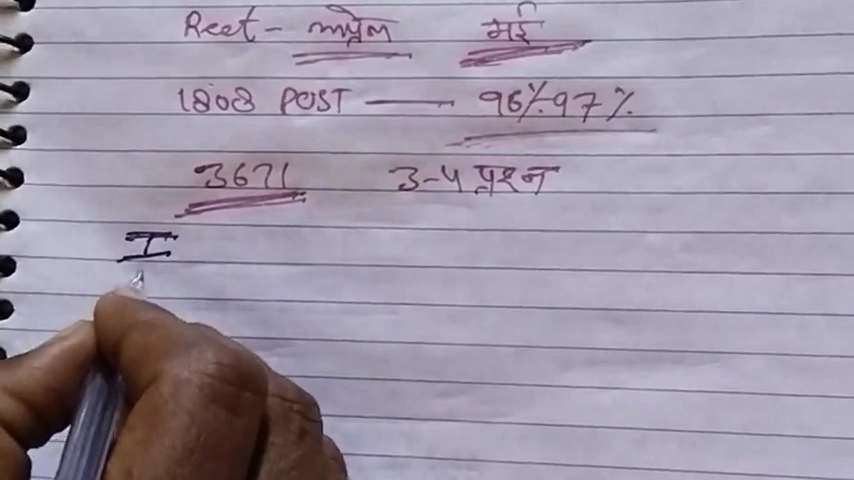 Reet - अप्रैल मई
1808 POST — 96%-97%
3671 3-4 प्रश्न
I